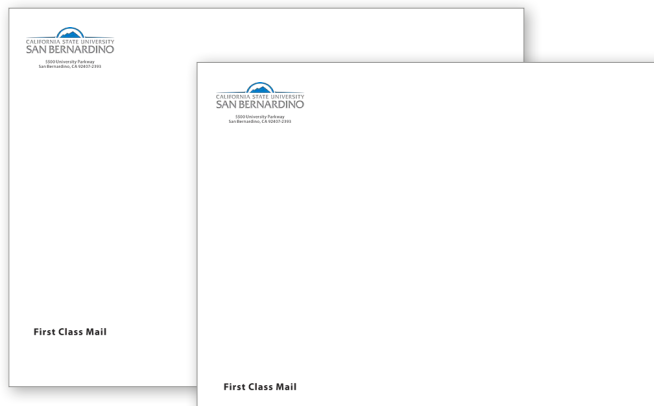 CALIFORNIA STATE UNIVERSITY
SAN BERNARDINO
5500 University Parkway
San Bernardino, CA 92407-2393
First Class Mail
CALIFORNIA STATE UNIVERSITY
SAN BERNARDINO
5500 University Parkway
San Bernardino, CA 92407-2393
First Class Mail